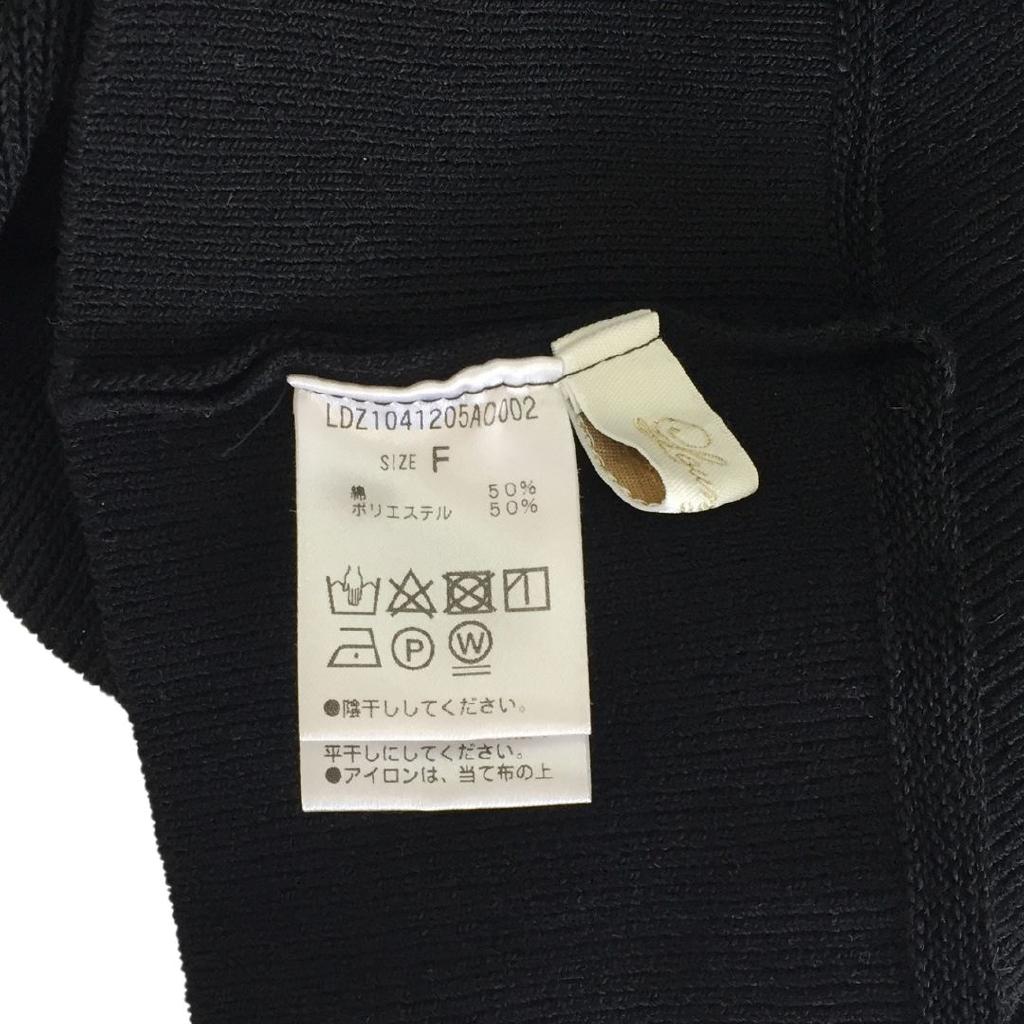 LDZ1041205A0002
SIZE F
綿 50%
ポリエステル 50%
P W
●陰干ししてください。
平干しにしてください。
●アイロンは、当て布の上